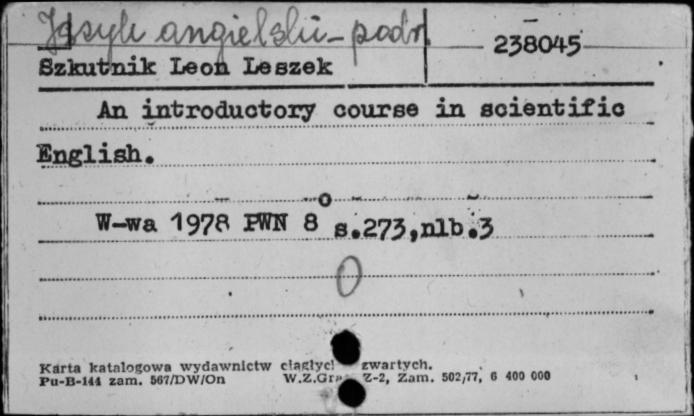 Język angielski - podr
238045
Szkutnik Leon Leszek
An introductory course in scientific
English.
W-wa 1978 PWN 8° s.273,nlb.3
0
Karta katalogowa wydawnictw ciągłych zwartych.
Pu-B-144 zam. 567/DW/On W.Z.Graf. Z-2, Zam. 502/77, 6 400 000